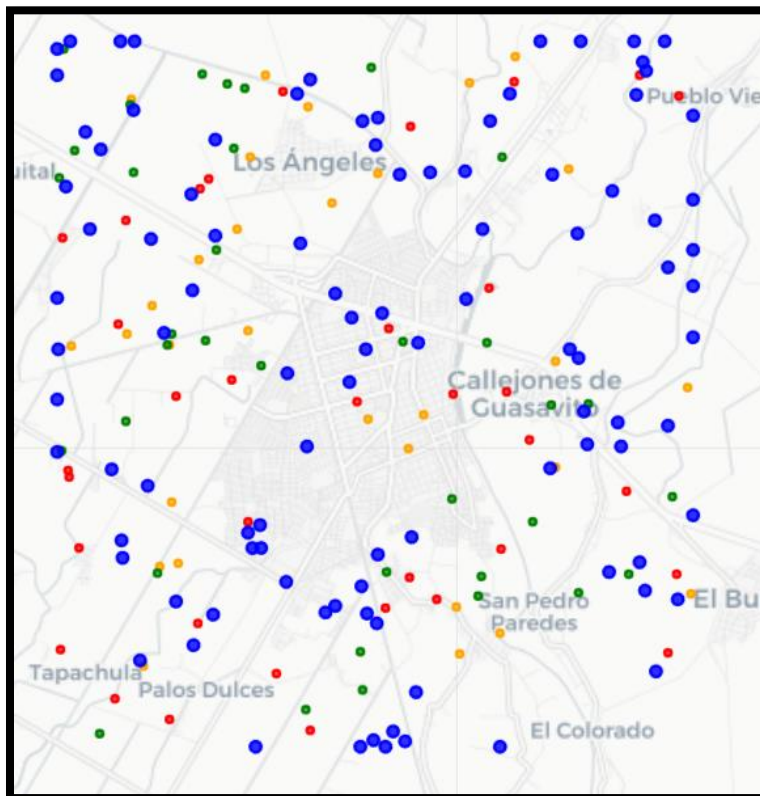 Pueblo Vie
Los Ángeles
uital
Callejones de
Guasavito
San Pedro
Paredes
El Bu
Tapachula
Palos Dulces
El Colorado